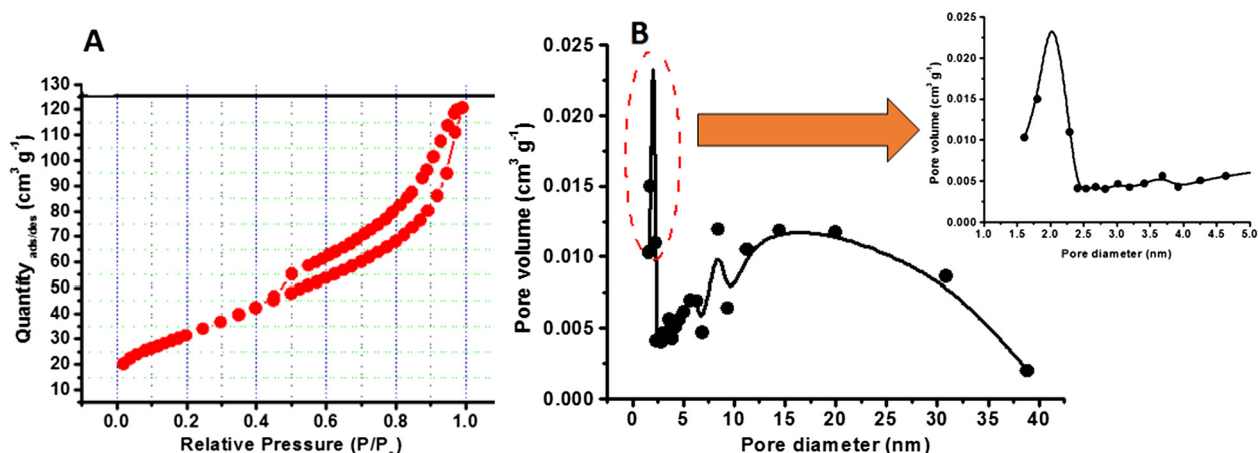 A
Quantity ads/des (cm³ g⁻¹)
130
120
110
100
90
80
70
60
50
40
30
20
10
0.0 0.2 0.4 0.6 0.8 1.0
Relative Pressure (P/P
B
Pore volume (cm³ g⁻¹)
0.025
0.020
0.015
0.010
0.005
0.000
0 5 10 15 20 25 30 35 40
Pore diameter (nm)
Pore volume (cm³ g⁻¹)
0.025
0.020
0.015
0.010
0.005
0.000
1.0 1.5 2.0 2.5 3.0 3.5 4.0 4.5 5.0
Pore diameter (nm)